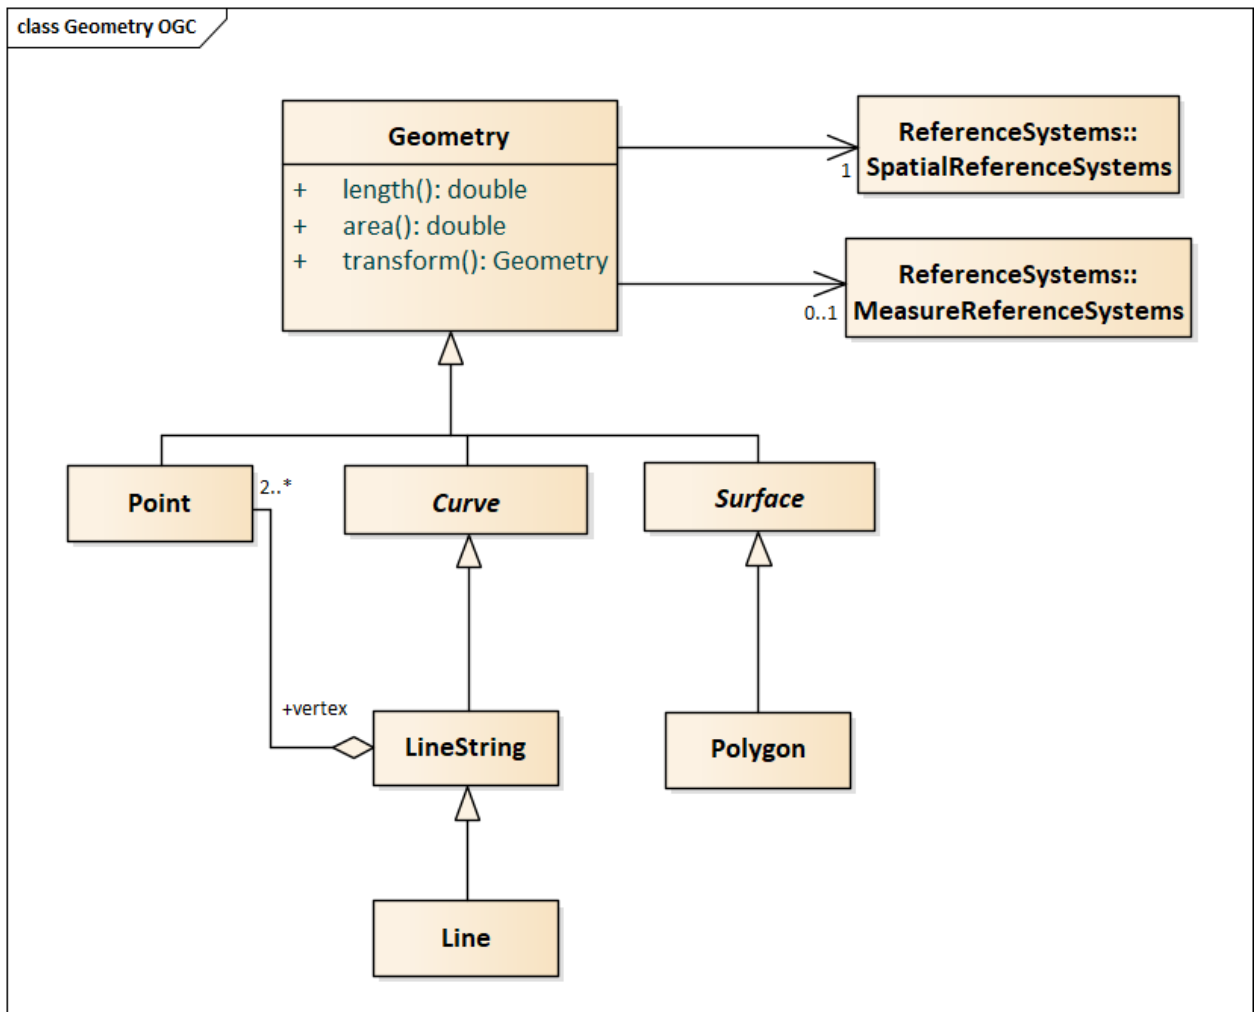 class Geometry OGC
Geometry
+ length(): double
+ area(): double
+ transform(): Geometry
ReferenceSystems::
SpatialReferenceSystems
1
ReferenceSystems::
MeasureReferenceSystems
0..1
Point
2..*
Curve
Surface
+vertex
LineString
Polygon
Line